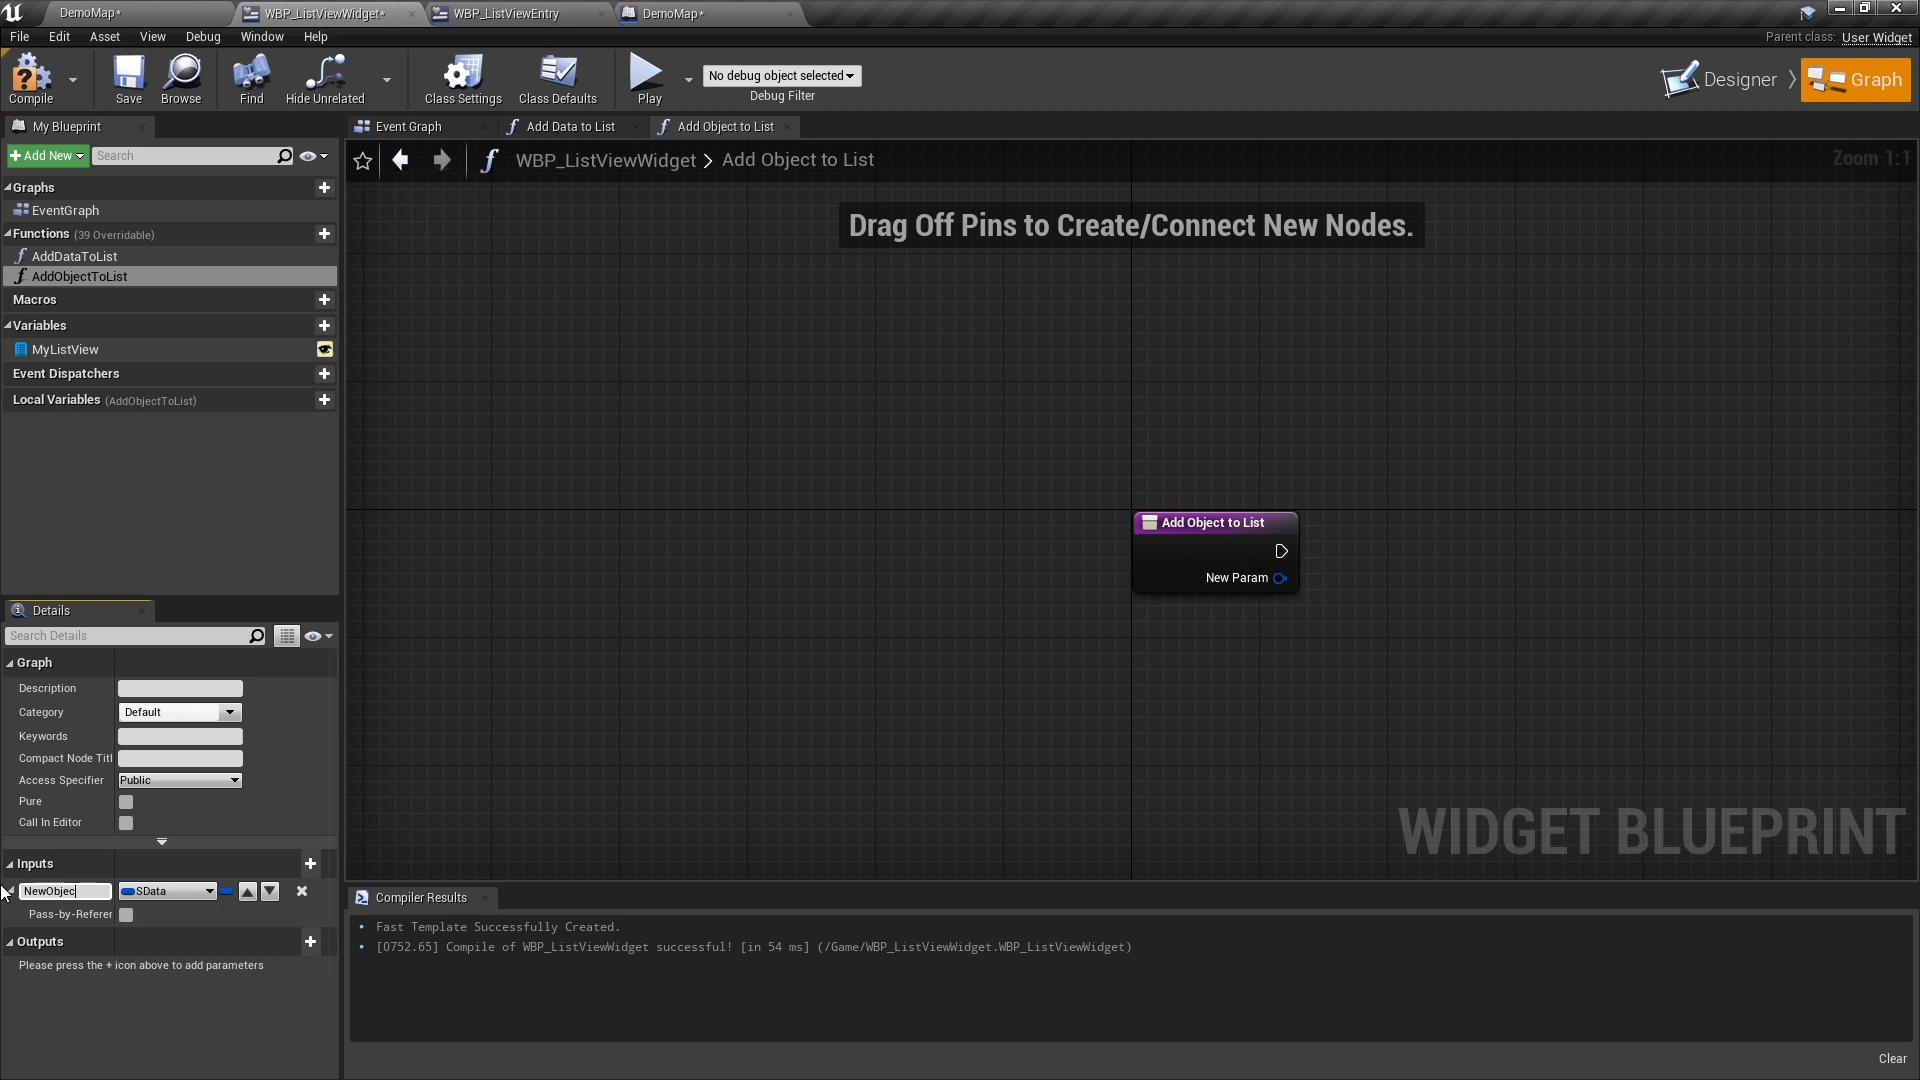 DemoMap*
WBP_ListViewWidget*
WBP_ListViewEntry
DemoMap*
File Edit Asset View Debug Window Help
Parent class: User Widget
Compile
Save
Browse
Find
Hide Unrelated
Class Settings
Class Defaults
Play
No debug object selected
Debug Filter
Designer
Graph
My Blueprint
Event Graph
Add Data to List
Add Object to List
Add New
Search
WBP_ListViewWidget > Add Object to List
Zoom 1:1
Graphs
EventGraph
Functions (39 Overridable)
AddDataToList
AddObjectToList
Macros
Variables
MyListView
Event Dispatchers
Local Variables (AddObjectToList)
Drag Off Pins to Create/Connect New Nodes.
Add Object to List
New Param
WIDGET BLUEPRINT
Details
Search Details
Graph
Description
Category Default
Keywords
Compact Node Titl
Access Specifier Public
Pure
Call In Editor
Inputs
NewObjec SData
Pass-by-Referer
Outputs
Please press the + icon above to add parameters
Compiler Results
• Fast Template Successfully Created.
• [0752.65] Compile of WBP_ListViewWidget successful! [in 54 ms] (/Game/WBP_ListViewWidget.WBP_ListViewWidget)
Clear